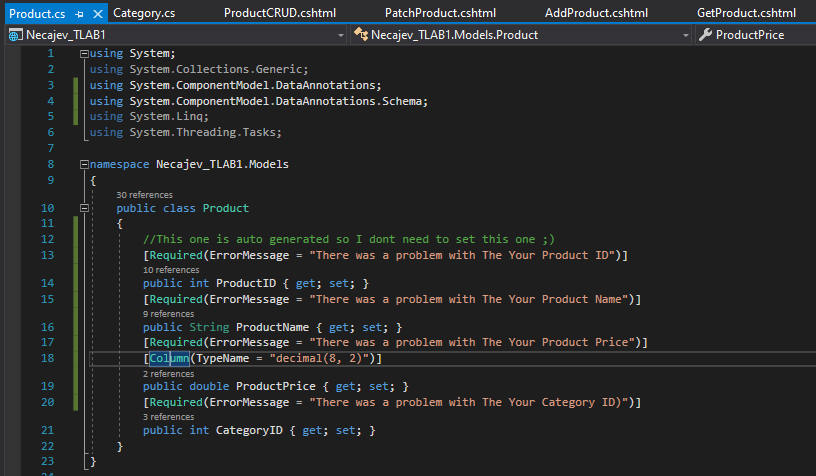 Product.cs Category.cs ProductCRUD.cshtml PatchProduct.cshtml AddProduct.cshtml GetProduct.cshtml
Necajev_TLAB1 Necajev_TLAB1.Models.Product ProductPrice
1 using System;
2 using System.Collections.Generic;
3 using System.ComponentModel.DataAnnotations;
4 using System.ComponentModel.DataAnnotations.Schema;
5 using System.Linq;
6 using System.Threading.Tasks;
7
8 namespace Necajev_TLAB1.Models
9 {
30 references
10 public class Product
11 {
12 //This one is auto generated so I dont need to set this one ;)
13 [Required(ErrorMessage = "There was a problem with The Your Product ID")]
10 references
14 public int ProductID { get; set; }
15 [Required(ErrorMessage = "There was a problem with The Your Product Name")]
9 references
16 public String ProductName { get; set; }
17 [Required(ErrorMessage = "There was a problem with The Your Product Price")]
18 [Column(TypeName = "decimal(8, 2)")]
2 references
19 public double ProductPrice { get; set; }
20 [Required(ErrorMessage = "There was a problem with The Your Category ID)")]
3 references
21 public int CategoryID { get; set; }
22 }
23 }
24